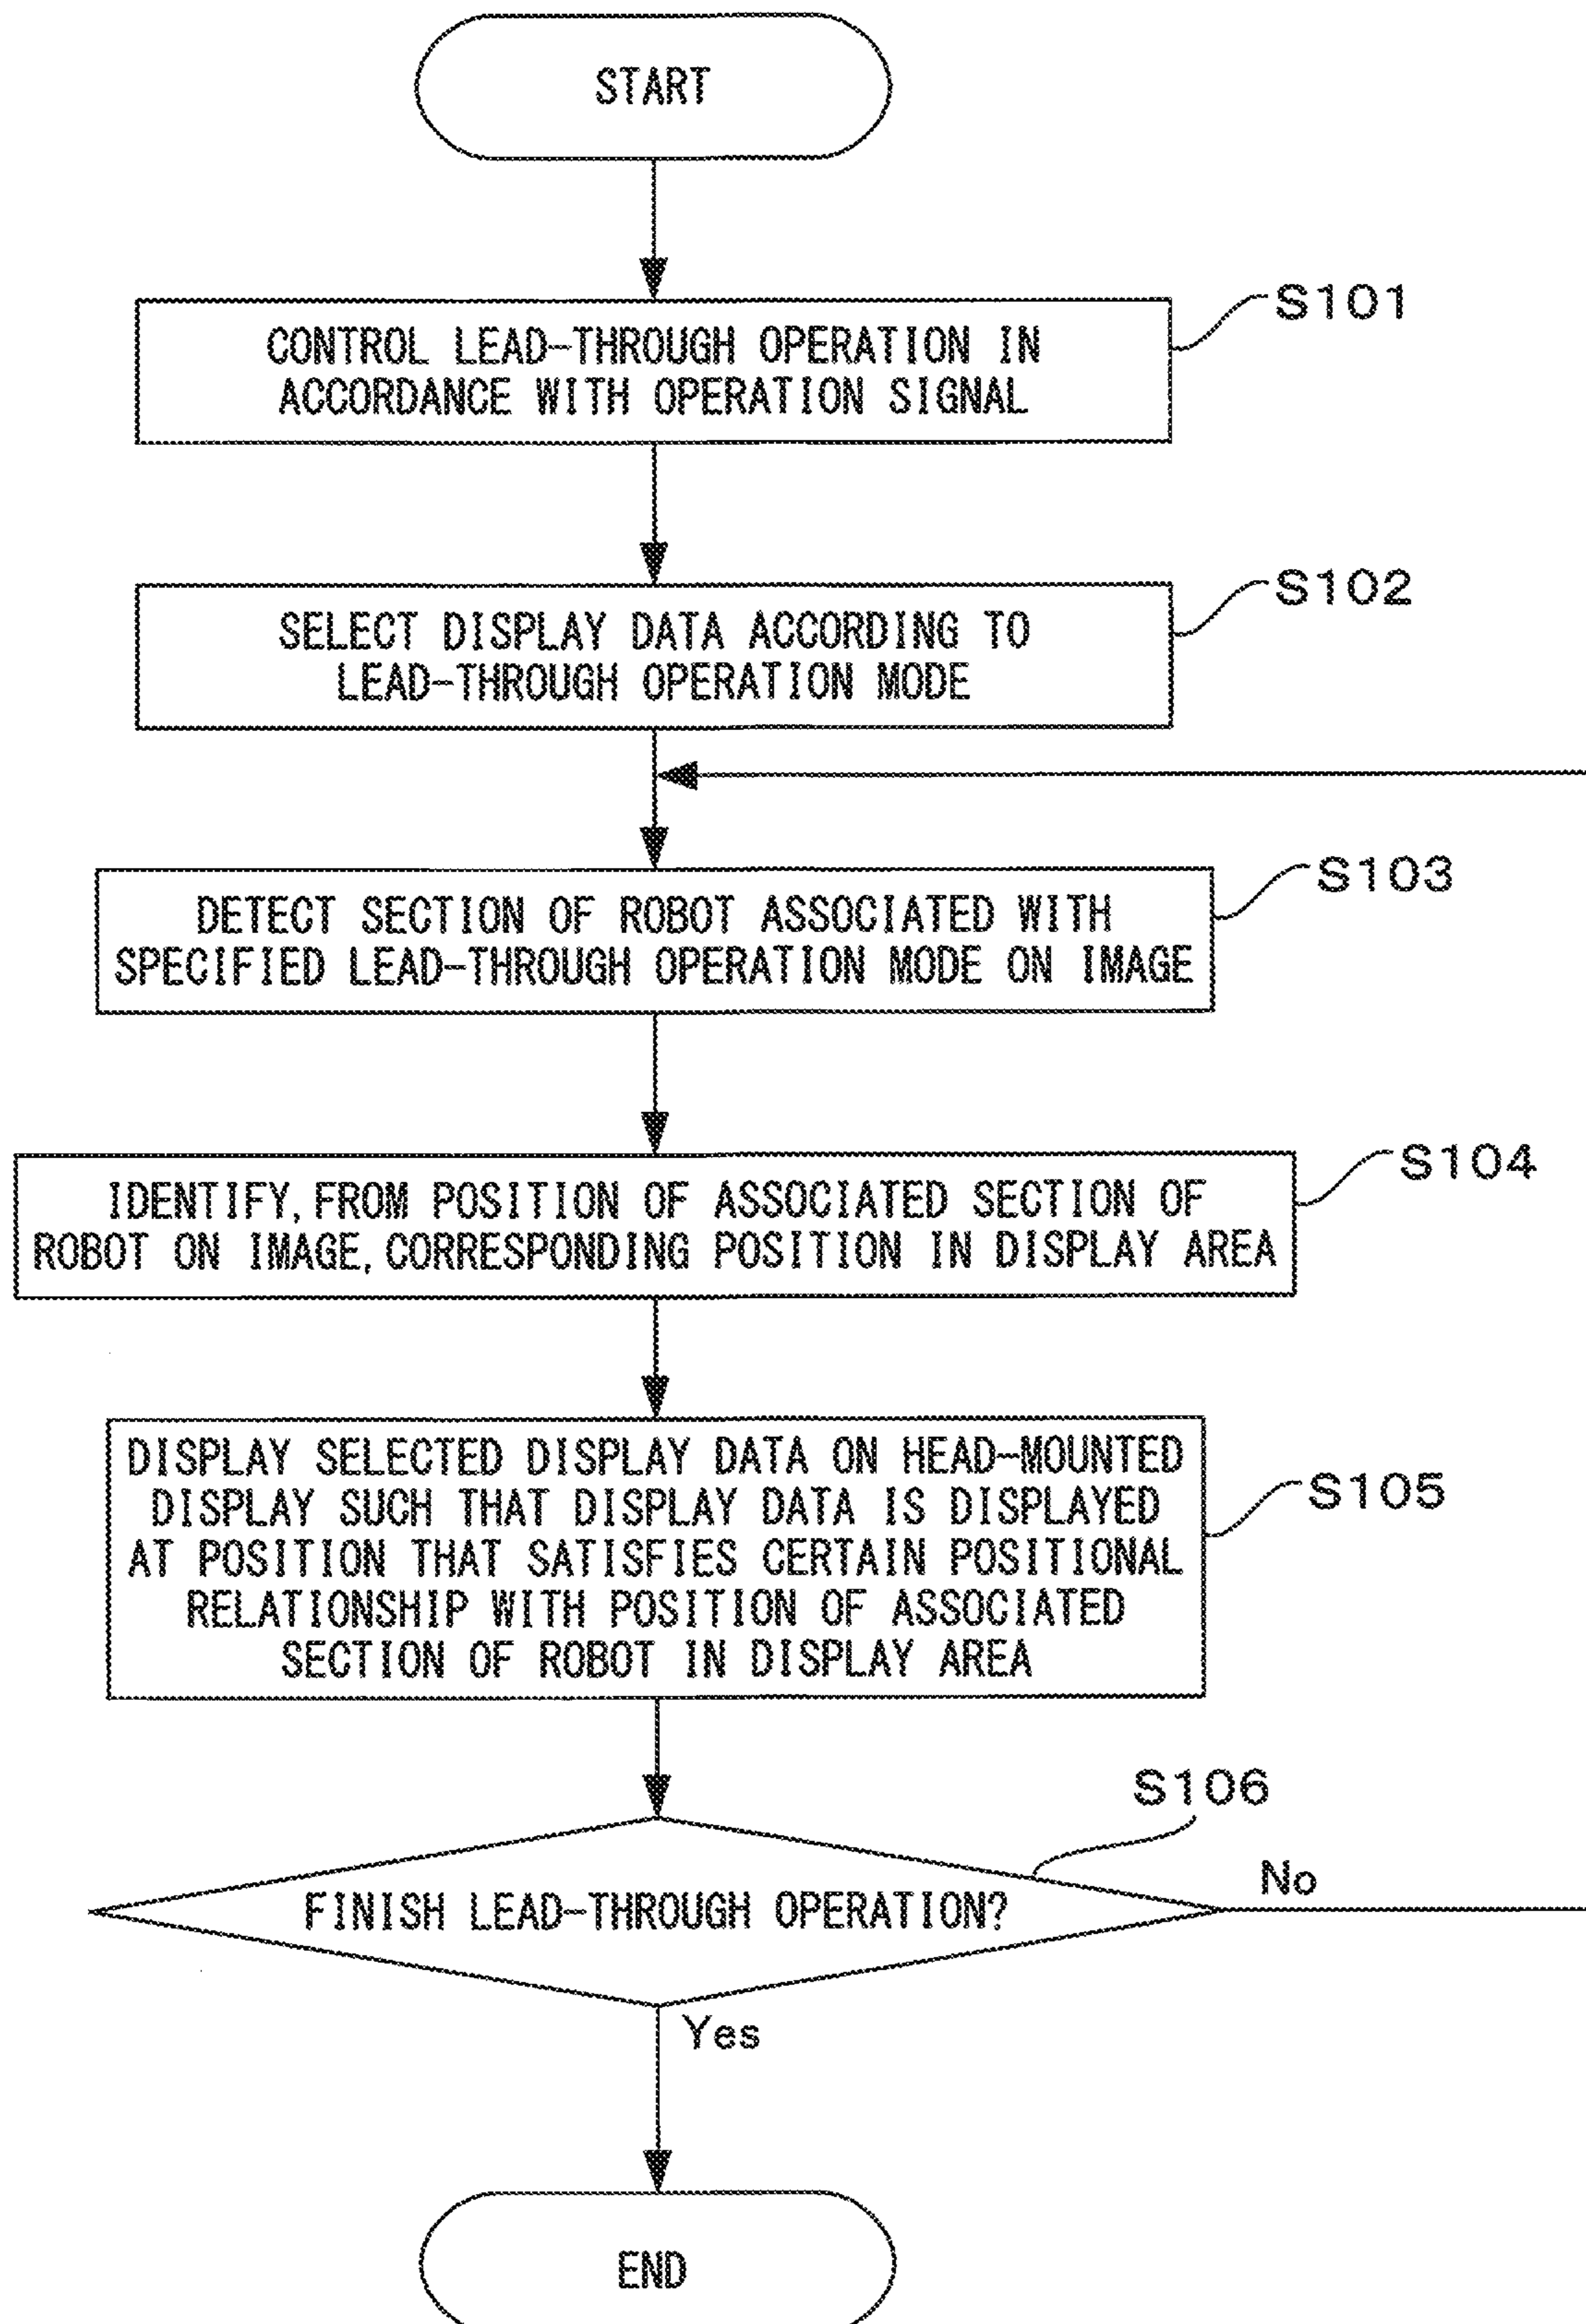 START
S101
CONTROL LEAD-THROUGH OPERATION IN
ACCORDANCE WITH OPERATION SIGNAL
S102
SELECT DISPLAY DATA ACCORDING TO
LEAD-THROUGH OPERATION MODE
S103
DETECT SECTION OF ROBOT ASSOCIATED WITH
SPECIFIED LEAD-THROUGH OPERATION MODE ON IMAGE
S104
IDENTIFY, FROM POSITION OF ASSOCIATED SECTION OF
ROBOT ON IMAGE, CORRESPONDING POSITION IN DISPLAY AREA
DISPLAY SELECTED DISPLAY DATA ON HEAD-MOUNTED
DISPLAY SUCH THAT DISPLAY DATA IS DISPLAYED
S105
AT POSITION THAT SATISFIES CERTAIN POSITIONAL
RELATIONSHIP WITH POSITION OF ASSOCIATED
SECTION OF ROBOT IN DISPLAY AREA
S106
No
FINISH LEAD-THROUGH OPERATION?
Yes
END